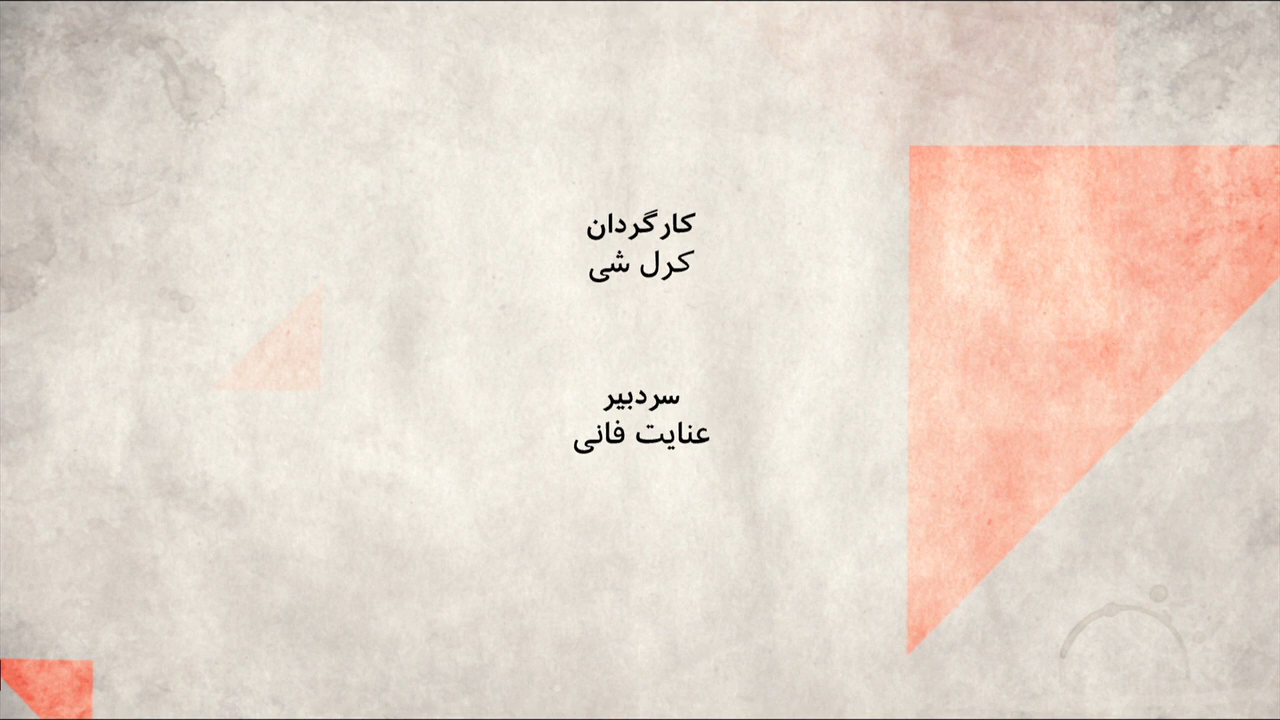 کارگردان
کرل شی
سردبیر
عنایت فانی